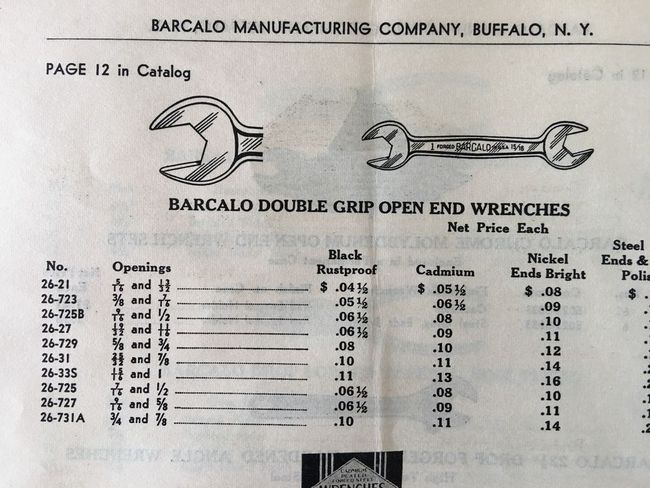 BARCALO MANUFACTURING COMPANY, BUFFALO, N. Y.
PAGE 12 in Catalog
1 FORGED BARCALO U.S.A. 15/16
BARCALO DOUBLE GRIP OPEN END WRENCHES
Net Price Each
No. Openings Black Rustproof Cadmium Nickel Ends Bright Steel Ends &
26-21 5/16 and 13/32 $ .04½ $ .05½ $ .08 $ .
26-723 3/8 and 7/16 .05½ .06½ .09
26-725B 9/16 and 1/2 .06½ .08 .10
26-27 19/32 and 11/16 .06½ .09 .11
26-729 5/8 and 3/4 .08 .10 .12
26-31 25/32 and 7/8 .10 .11 .14
26-33S 15/16 and 1 .11 .13 .16
26-725 7/16 and 1/2 .06½ .08 .10
26-727 9/16 and 5/8 .06½ .09 .11
26-731A 3/4 and 7/8 .10 .11 .14
CADMIUM
PLATED
FORGED STEEL
WRENCHES